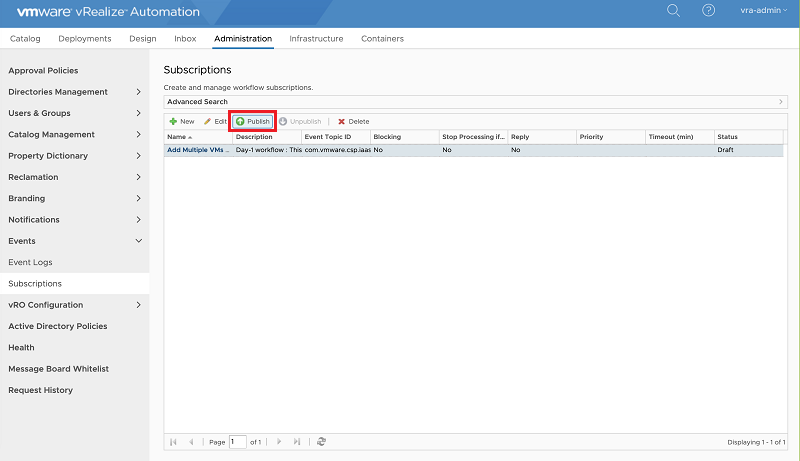 vmware® vRealize™ Automation
vra-admin
Catalog Deployments Design Inbox Administration Infrastructure Containers
Approval Policies
Directories Management
Users & Groups
Catalog Management
Property Dictionary
Reclamation
Branding
Notifications
Events
Event Logs
Subscriptions
vRO Configuration
Active Directory Policies
Health
Message Board Whitelist
Request History
Subscriptions
Create and manage workflow subscriptions.
Advanced Search
New Edit Publish Unpublish Delete
Name Description Event Topic ID Blocking Stop Processing if... Reply Priority Timeout (min) Status
Add Multiple VMs ... Day-1 workflow : This com.vmware.csp.iaas No No No Draft
Page 1 of 1
Displaying 1 - 1 of 1